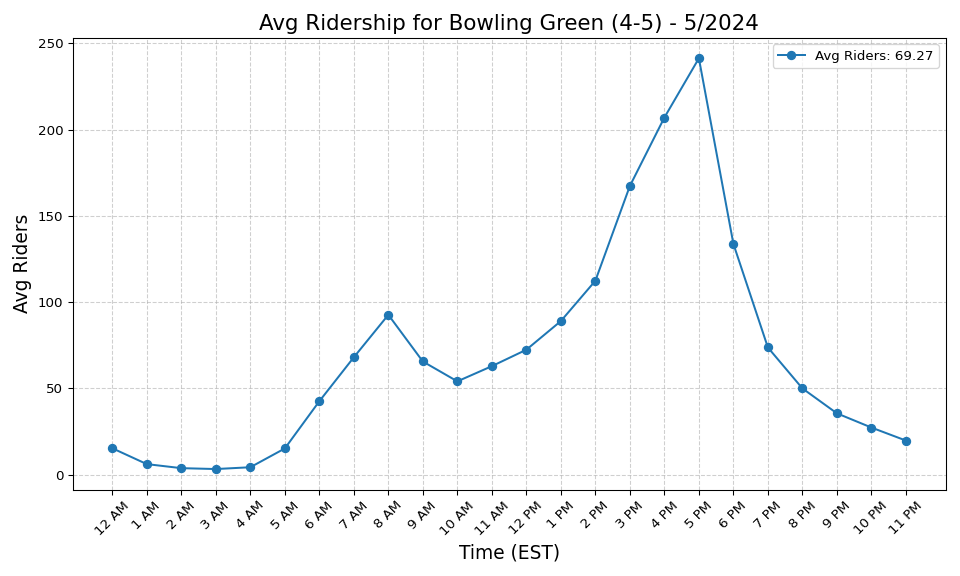 Avg Ridership for Bowling Green (4-5) - 5/2024
Avg Riders: 69.27
250
200
150
100
50
0
Avg Riders
12 AM
1 AM
2 AM
3 AM
4 AM
5 AM
6 AM
7 AM
8 AM
9 AM
10 AM
11 AM
12 PM
1 PM
2 PM
3 PM
4 PM
5 PM
6 PM
7 PM
8 PM
9 PM
10 PM
11 PM
Time (EST)